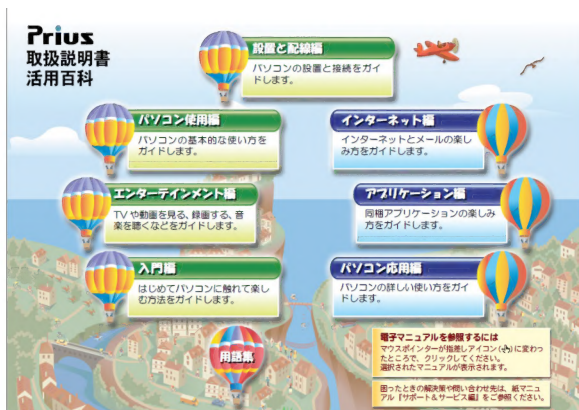 Prius
取扱説明書
活用百科
設置と配線編
パソコンの設置と接続をガイ
ドします。
パソコン使用編
パソコンの基本的な使い方を
ガイドします。
インターネット編
インターネットとメールの楽し
み方をガイドします。
エンターテインメント編
TVや動画を見る、録画する、音
楽を聴くなどをガイドします。
アプリケーション編
同梱アプリケーションの楽しみ
方をガイドします。
入門編
はじめてパソコンに触れて楽し
む方法をガイドします。
パソコン応用編
パソコンの詳しい使い方をガイ
ドします。
用語集
電子マニュアルを参照するには
マウスポインターが指差しアイコン( )に変わっ
たところで、クリックしてください。
選択されたマニュアルが表示されます。
困ったときの解決策や問い合わせ先は、紙マニュ
アル『サポート&サービス編』をご参照ください。